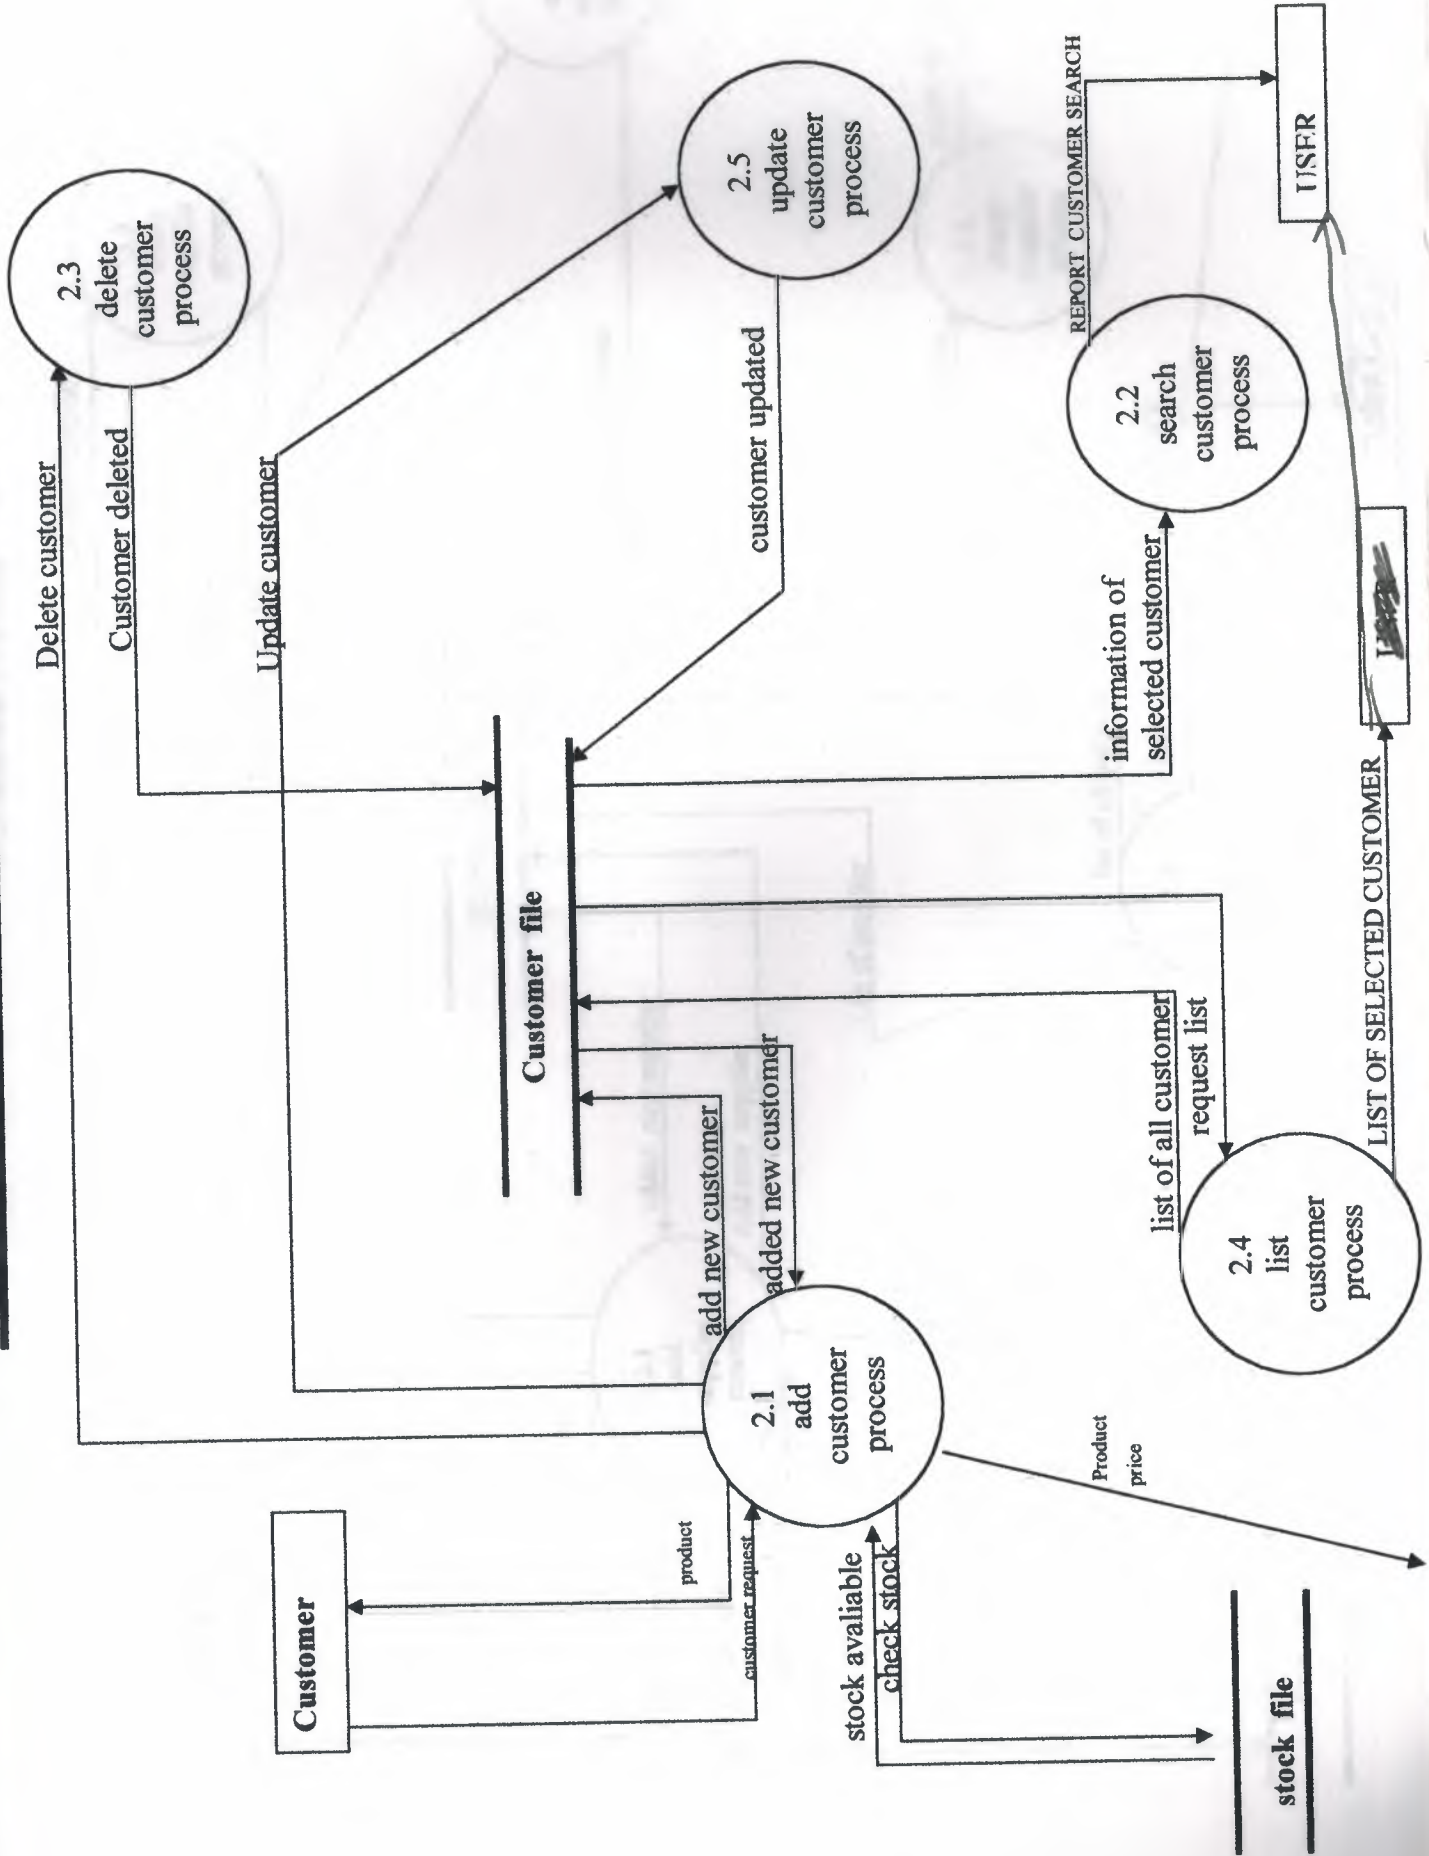 Delete customer
Customer deleted
2.3
delete
customer
process
Update customer
2.5
update
customer
process
customer updated
Customer file
Customer
product
customer request
add new customer
added new customer
2.1
add
customer
process
stock avaliable
check stock
stock file
Product
price
list of all customer
request list
2.4
list
customer
process
LIST OF SELECTED CUSTOMER
information of
selected customer
2.2
search
customer
process
REPORT CUSTOMER SEARCH
USER